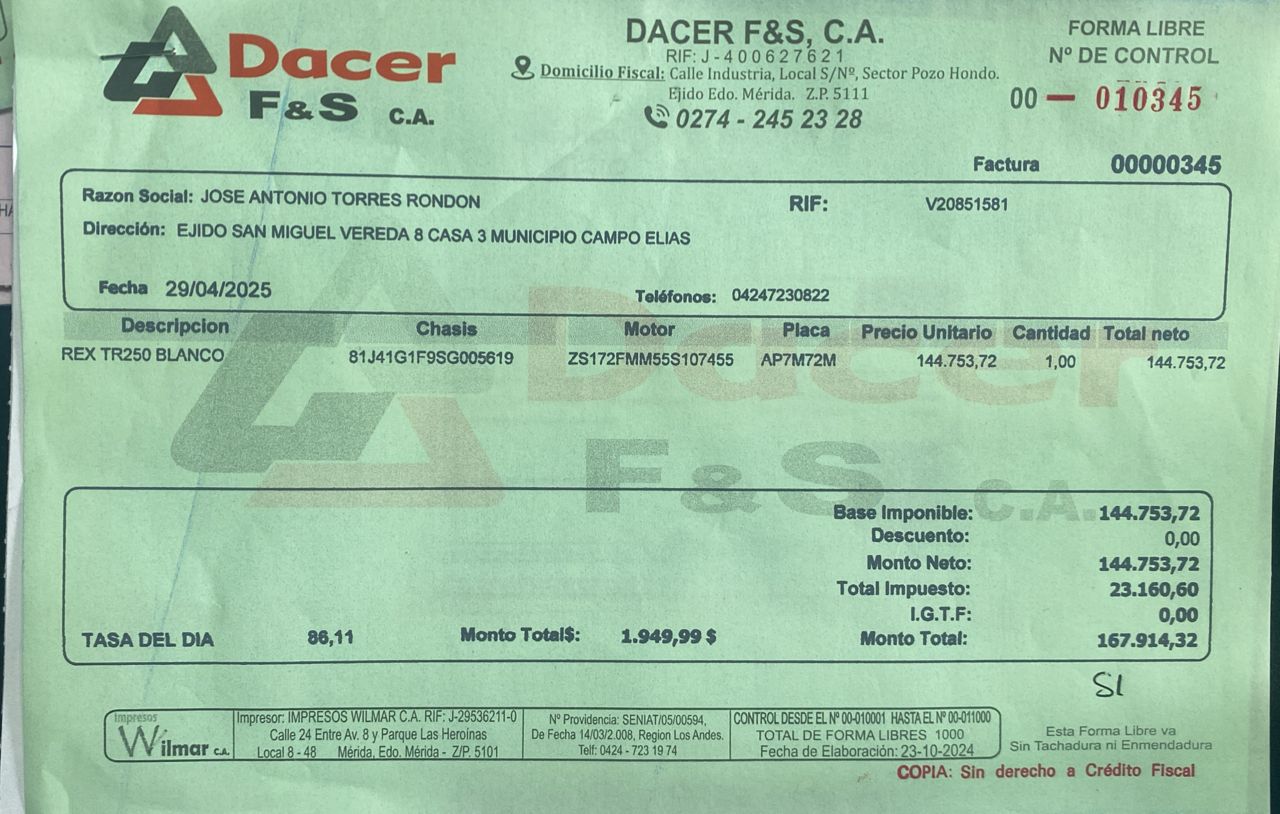 Dacer
F&S C.A.
DACER F&S, C.A.
RIF: J-400627621
Domicilio Fiscal: Calle Industria, Local S/Nº, Sector Pozo Hondo.
Ejido Edo. Mérida. Z.P. 5111
0274 - 245 23 28
FORMA LIBRE
Nº DE CONTROL
00 — 010345
Factura 00000345
Razon Social: JOSE ANTONIO TORRES RONDON RIF: V20851581
Dirección: EJIDO SAN MIGUEL VEREDA 8 CASA 3 MUNICIPIO CAMPO ELIAS
Fecha 29/04/2025 Teléfonos: 04247230822
Descripcion Chasis Motor Placa Precio Unitario Cantidad Total neto
REX TR250 BLANCO 81J41G1F9SG005619 ZS172FMM55S107455 AP7M72M 144.753,72 1,00 144.753,72
Dacer
F&S C.A.
Base Imponible: 144.753,72
Descuento: 0,00
Monto Neto: 144.753,72
Total Impuesto: 23.160,60
I.G.T.F: 0,00
TASA DEL DIA 86,11 Monto Total$: 1.949,99 $ Monto Total: 167.914,32
SI
Impresos
Wilmar C.A.
Impresor: IMPRESOS WILMAR C.A. RIF: J-29536211-0
Calle 24 Entre Av. 8 y Parque Las Heroínas
Local 8 - 48 Mérida, Edo. Mérida - Z/P. 5101
Nº Providencia: SENIAT/05/00594,
De Fecha 14/03/2.008, Region Los Andes.
Telf: 0424 - 723 19 74
CONTROL DESDE EL Nº 00-010001 HASTA EL Nº 00-011000
TOTAL DE FORMA LIBRES 1000
Fecha de Elaboración: 23-10-2024
Esta Forma Libre va
Sin Tachadura ni Enmendadura
COPIA: Sin derecho a Crédito Fiscal